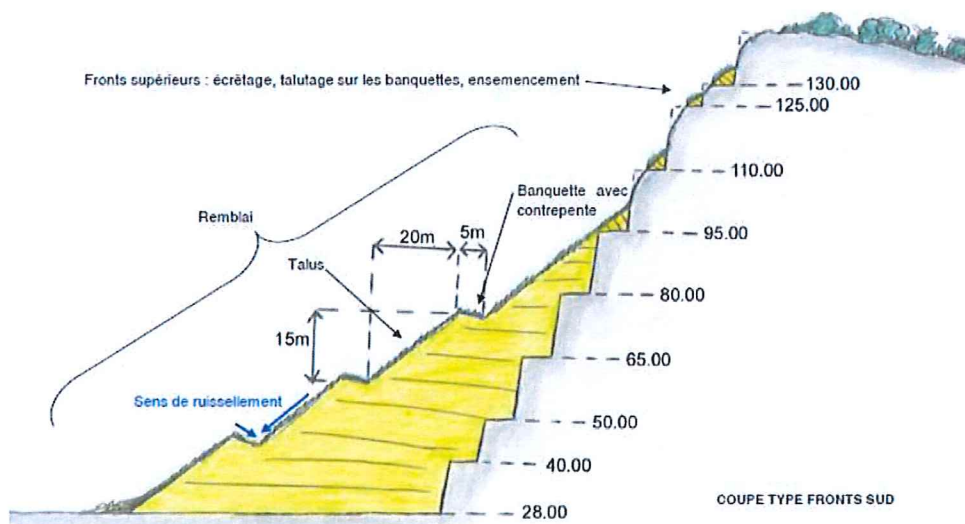 Fronts supérieurs : écrêtage, talutage sur les banquettes, ensemencement
130.00
125.00
110.00
Banquette avec
contrepente
Remblai
20m
5m
95.00
Talus
80.00
15m
65.00
Sens de ruissellement
50.00
40.00
28.00
COUPE TYPE FRONTS SUD